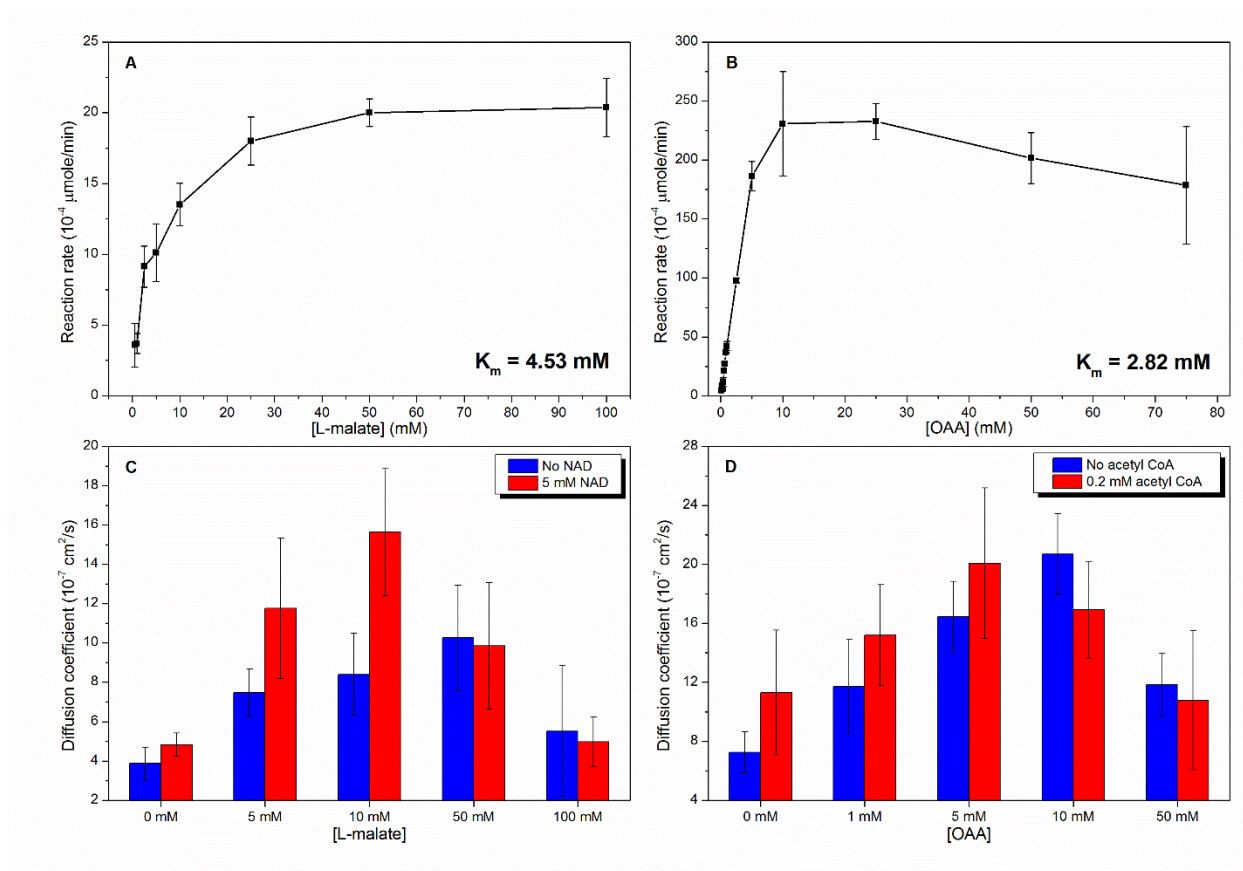 A
Reaction rate (10⁻⁴ μmole/min)
25
20
15
10
5
0
Kₘ = 4.53 mM
0 10 20 30 40 50 60 70 80 90 100
[L-malate] (mM)
B
Reaction rate (10⁻⁴ μmole/min)
300
250
200
150
100
50
0
Kₘ = 2.82 mM
0 10 20 30 40 50 60 70 80
[OAA] (mM)
C
No NAD
5 mM NAD
Diffusion coefficient (10⁻⁷ cm²/s)
20
18
16
14
12
10
8
6
4
2
0 mM 5 mM 10 mM 50 mM 100 mM
[L-malate]
D
No acetyl CoA
0.2 mM acetyl CoA
Diffusion coefficient (10⁻⁷ cm²/s)
28
24
20
16
12
8
4
0 mM 1 mM 5 mM 10 mM 50 mM
[OAA]